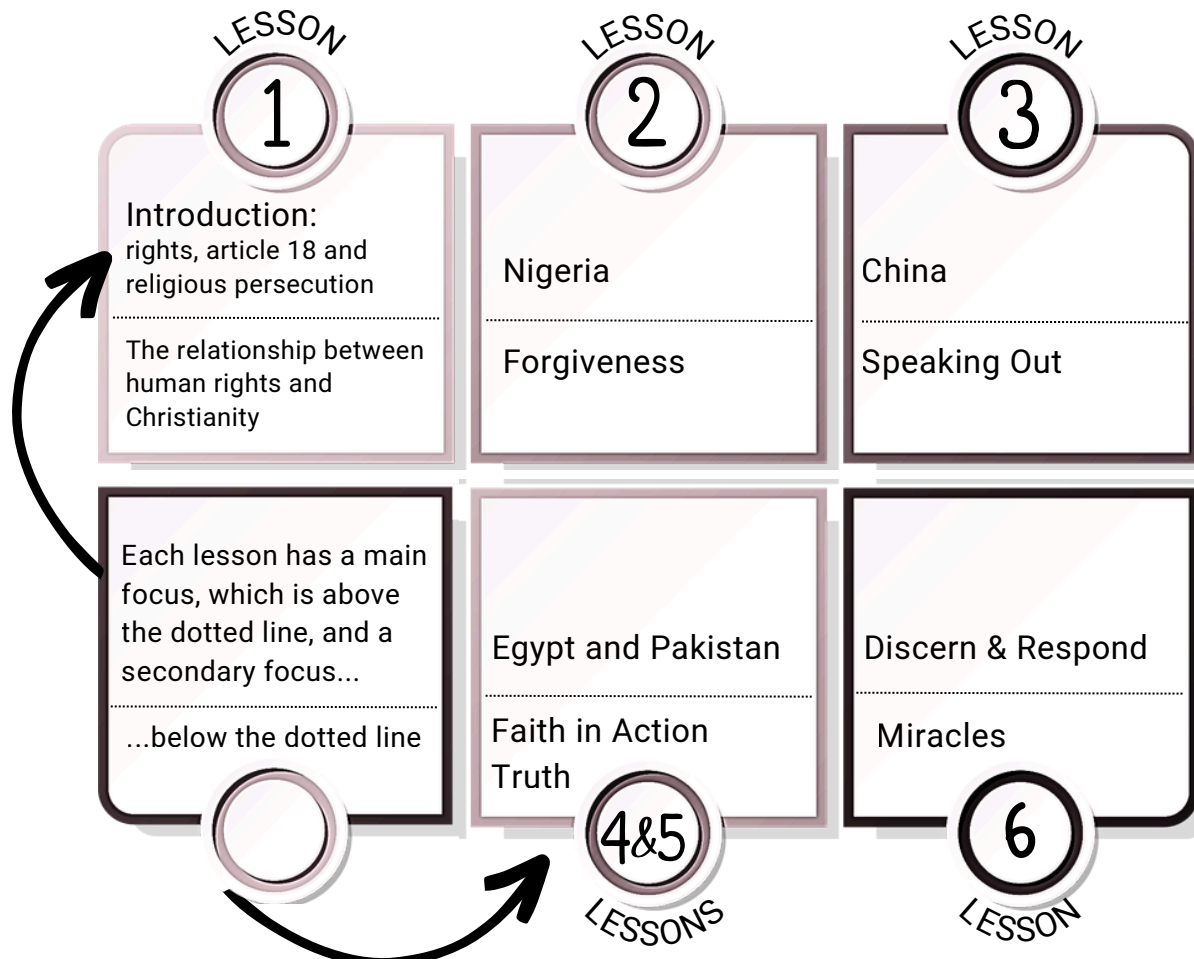 LESSON
1
Introduction:
rights, article 18 and
religious persecution
The relationship between
human rights and
Christianity
LESSON
2
Nigeria
Forgiveness
LESSON
3
China
Speaking Out
Each lesson has a main
focus, which is above
the dotted line, and a
secondary focus...
...below the dotted line
Egypt and Pakistan
Faith in Action
Truth
4&5
LESSONS
Discern & Respond
Miracles
6
LESSON